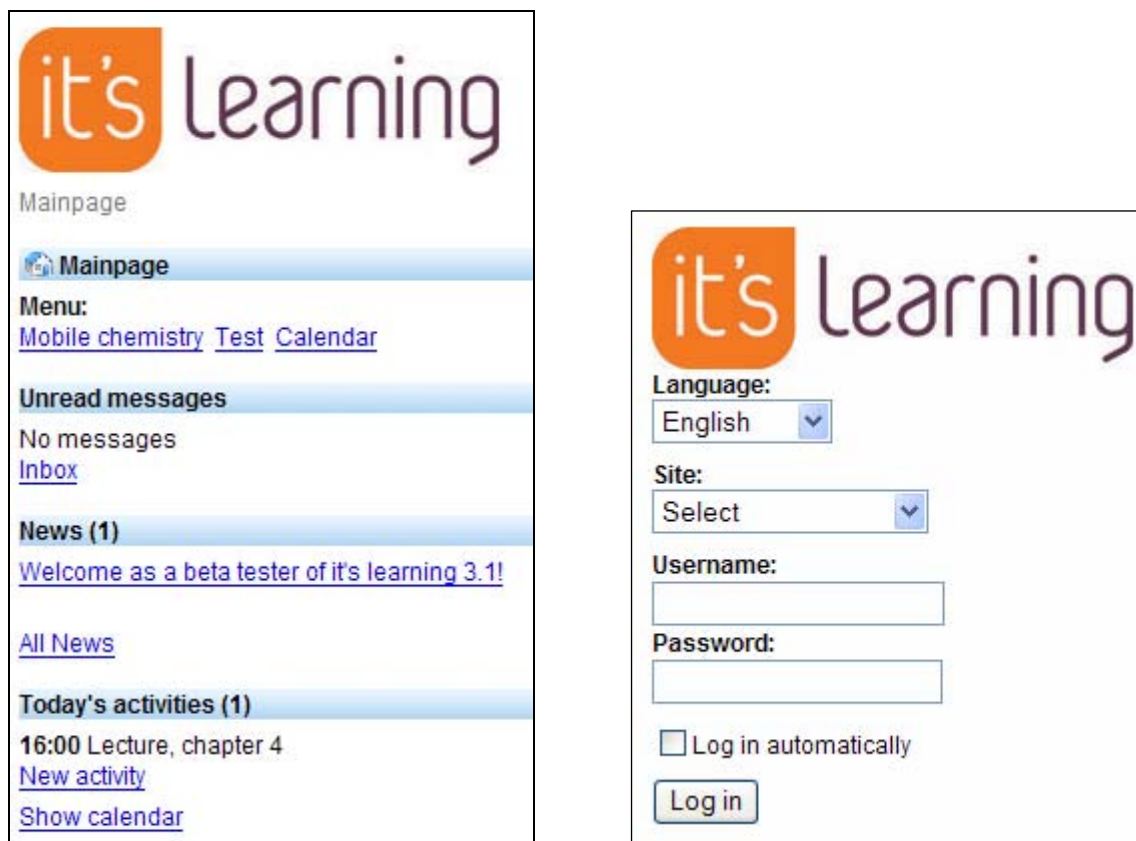 it's learning
Mainpage
Mainpage
Menu:
Mobile chemistry Test Calendar
Unread messages
No messages
Inbox
News (1)
Welcome as a beta tester of it's learning 3.1!
All News
Today's activities (1)
16:00 Lecture, chapter 4
New activity
Show calendar
it's learning
Language:
English
Site:
Select
Username:
Password:
Log in automatically
Log in